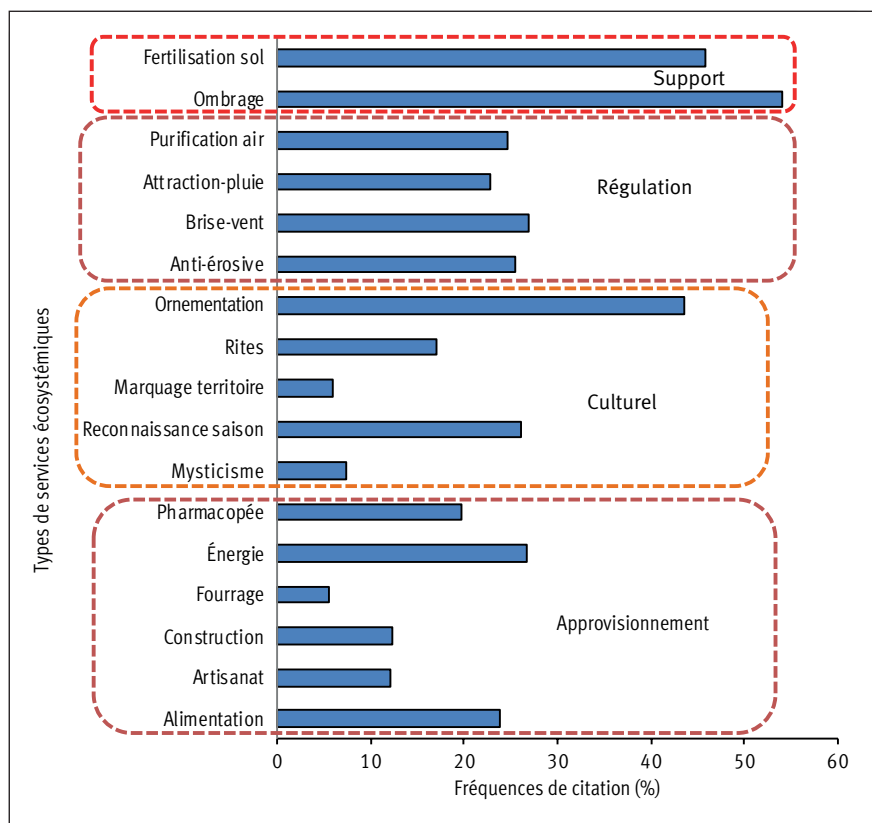 Fertilisation sol
Support
Ombrage
Purification air
Attraction-pluie
Régulation
Brise-vent
Anti-érosive
Ornementation
Rites
Marquage territoire
Culturel
Reconnaissance saison
Mysticisme
Pharmacopée
Énergie
Fourrage
Approvisionnement
Construction
Artisanat
Alimentation
Types de services écosystémiques
0 10 20 30 40 50 60
Fréquences de citation (%)